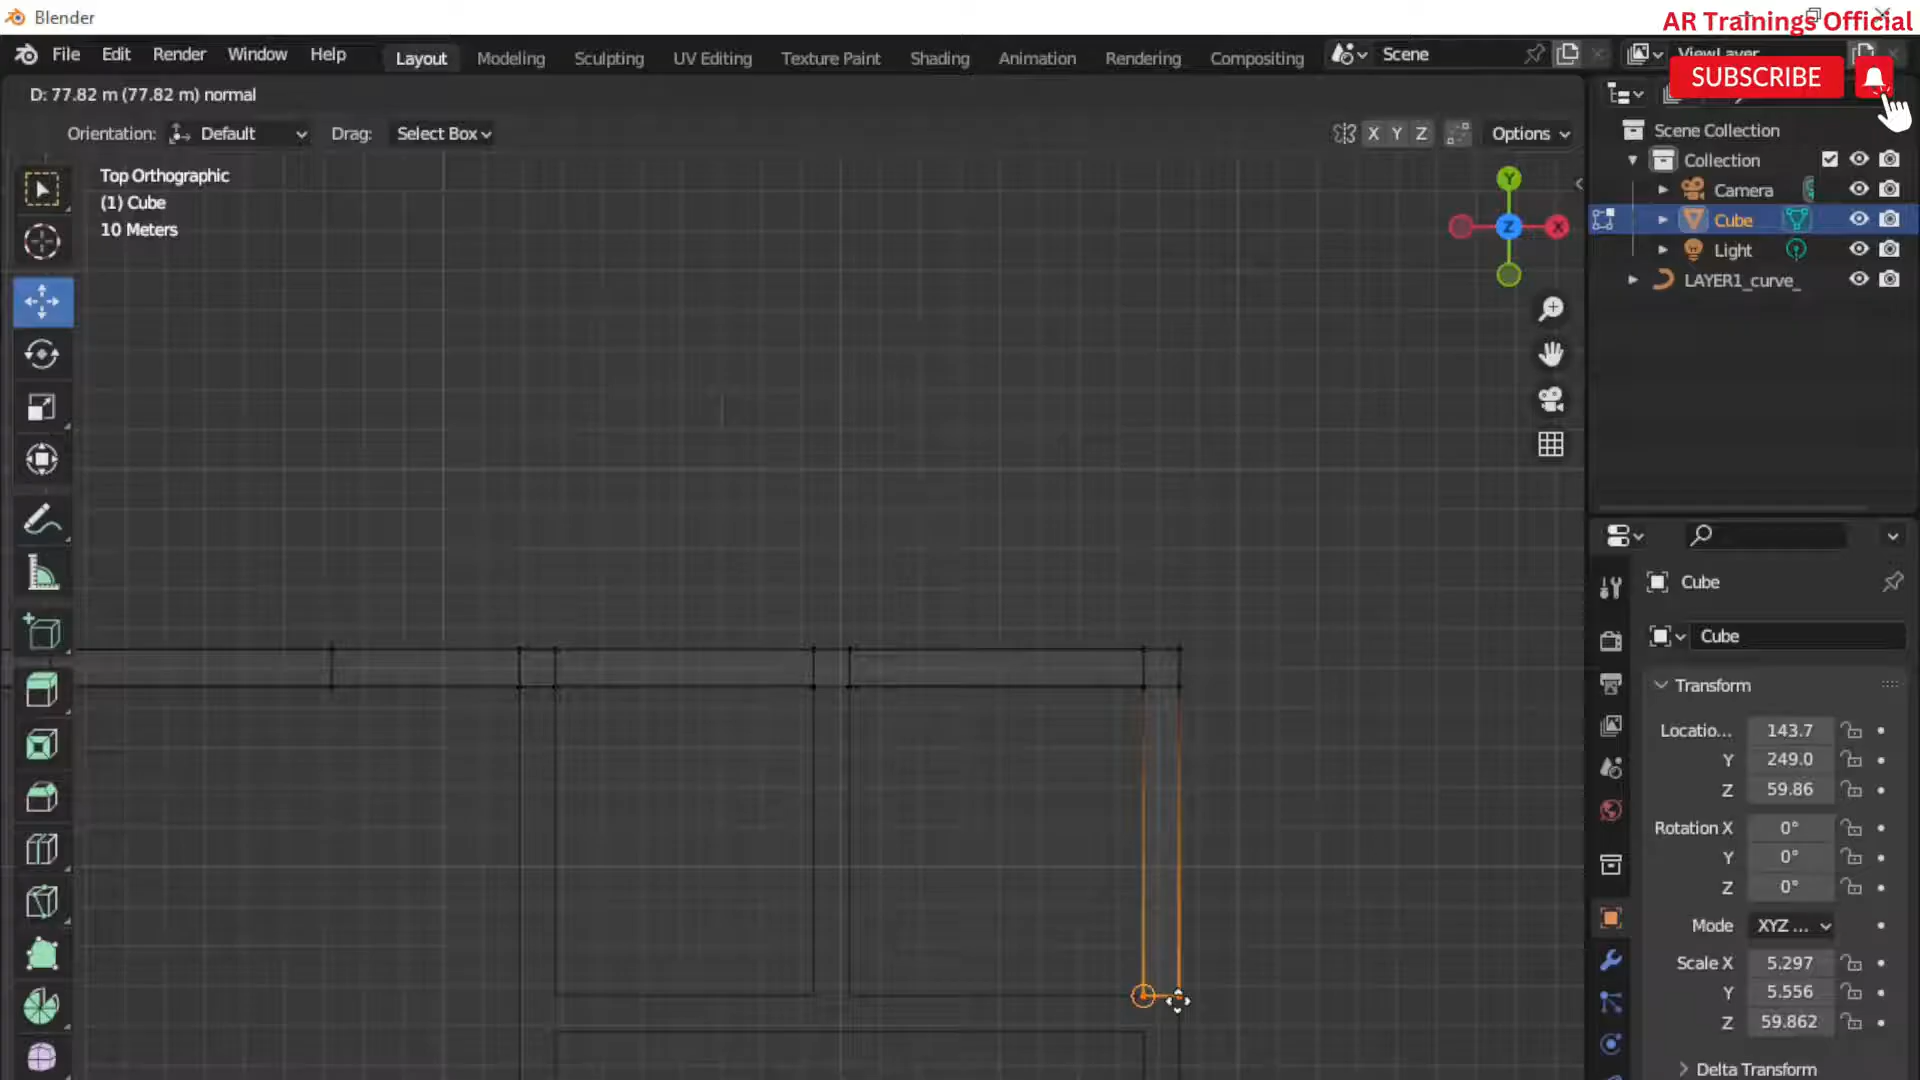 Blender
AR Trainings Official
File Edit Render Window Help
Layout Modeling Sculpting UV Editing Texture Paint Shading Animation Rendering Compositing
Scene
ViewLayer
SUBSCRIBE
D: 77.82 m (77.82 m) normal
Orientation: Default Drag: Select Box
X Y Z Options
Top Orthographic
(1) Cube
10 Meters
Y
Z
X
Scene Collection
Collection
Camera
Cube
Light
LAYER1_curve_
Cube
Cube
Transform
Locatio... 143.7
Y 249.0
Z 59.86
Rotation X 0°
Y 0°
Z 0°
Mode XYZ ...
Scale X 5.297
Y 5.556
Z 59.862
Delta Transform